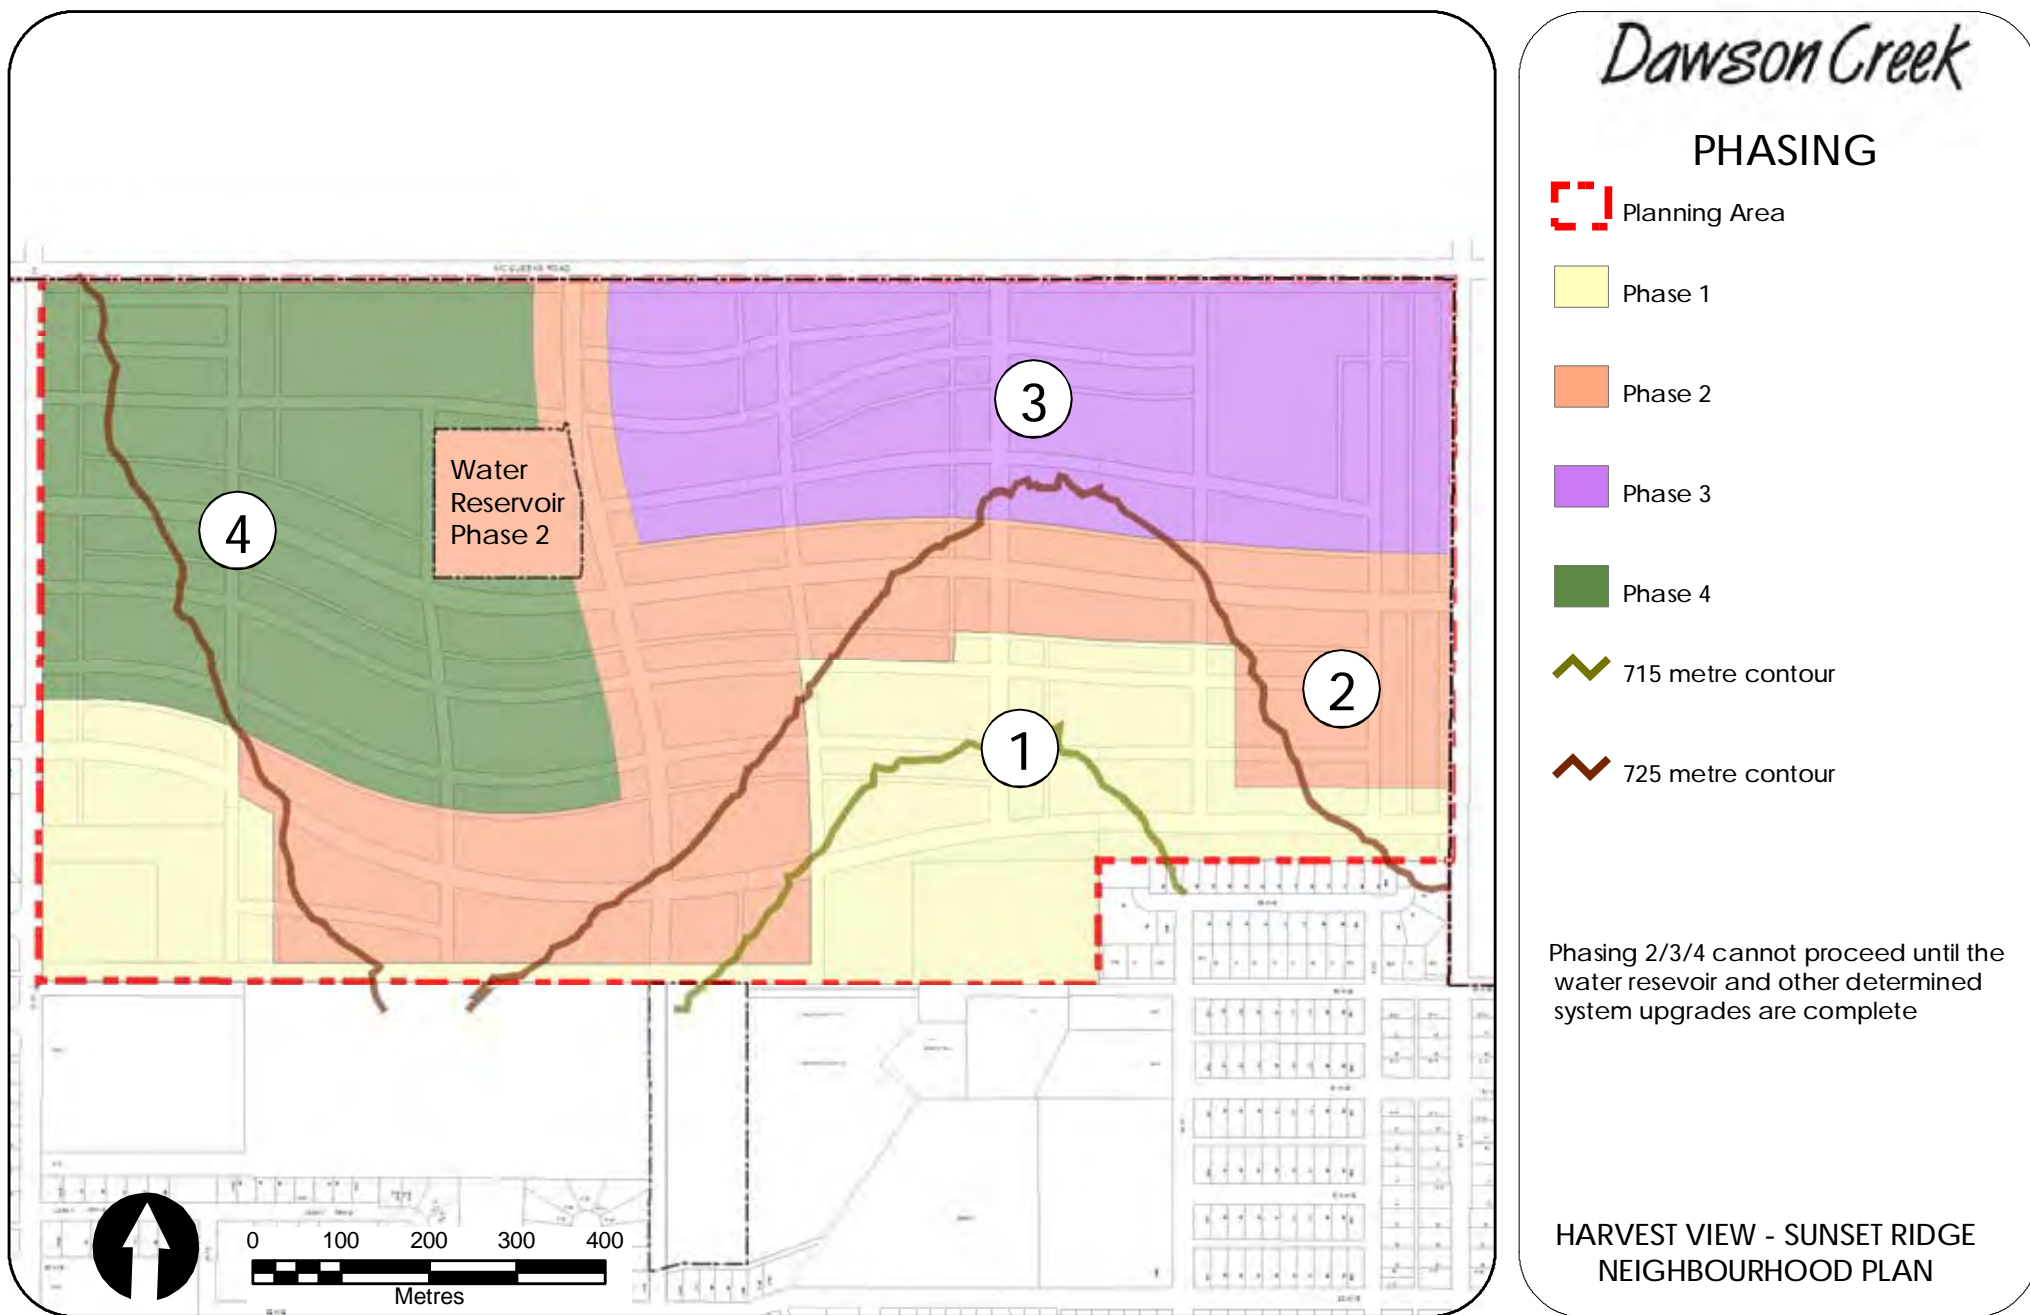 Dawson Creek
PHASING
Planning Area
Phase 1
Phase 2
Phase 3
Phase 4
715 metre contour
725 metre contour
Phasing 2/3/4 cannot proceed until the
water resevoir and other determined
system upgrades are complete
HARVEST VIEW - SUNSET RIDGE
NEIGHBOURHOOD PLAN
3
Water
Reservoir
Phase 2
4
2
1
0 100 200 300 400
Metres